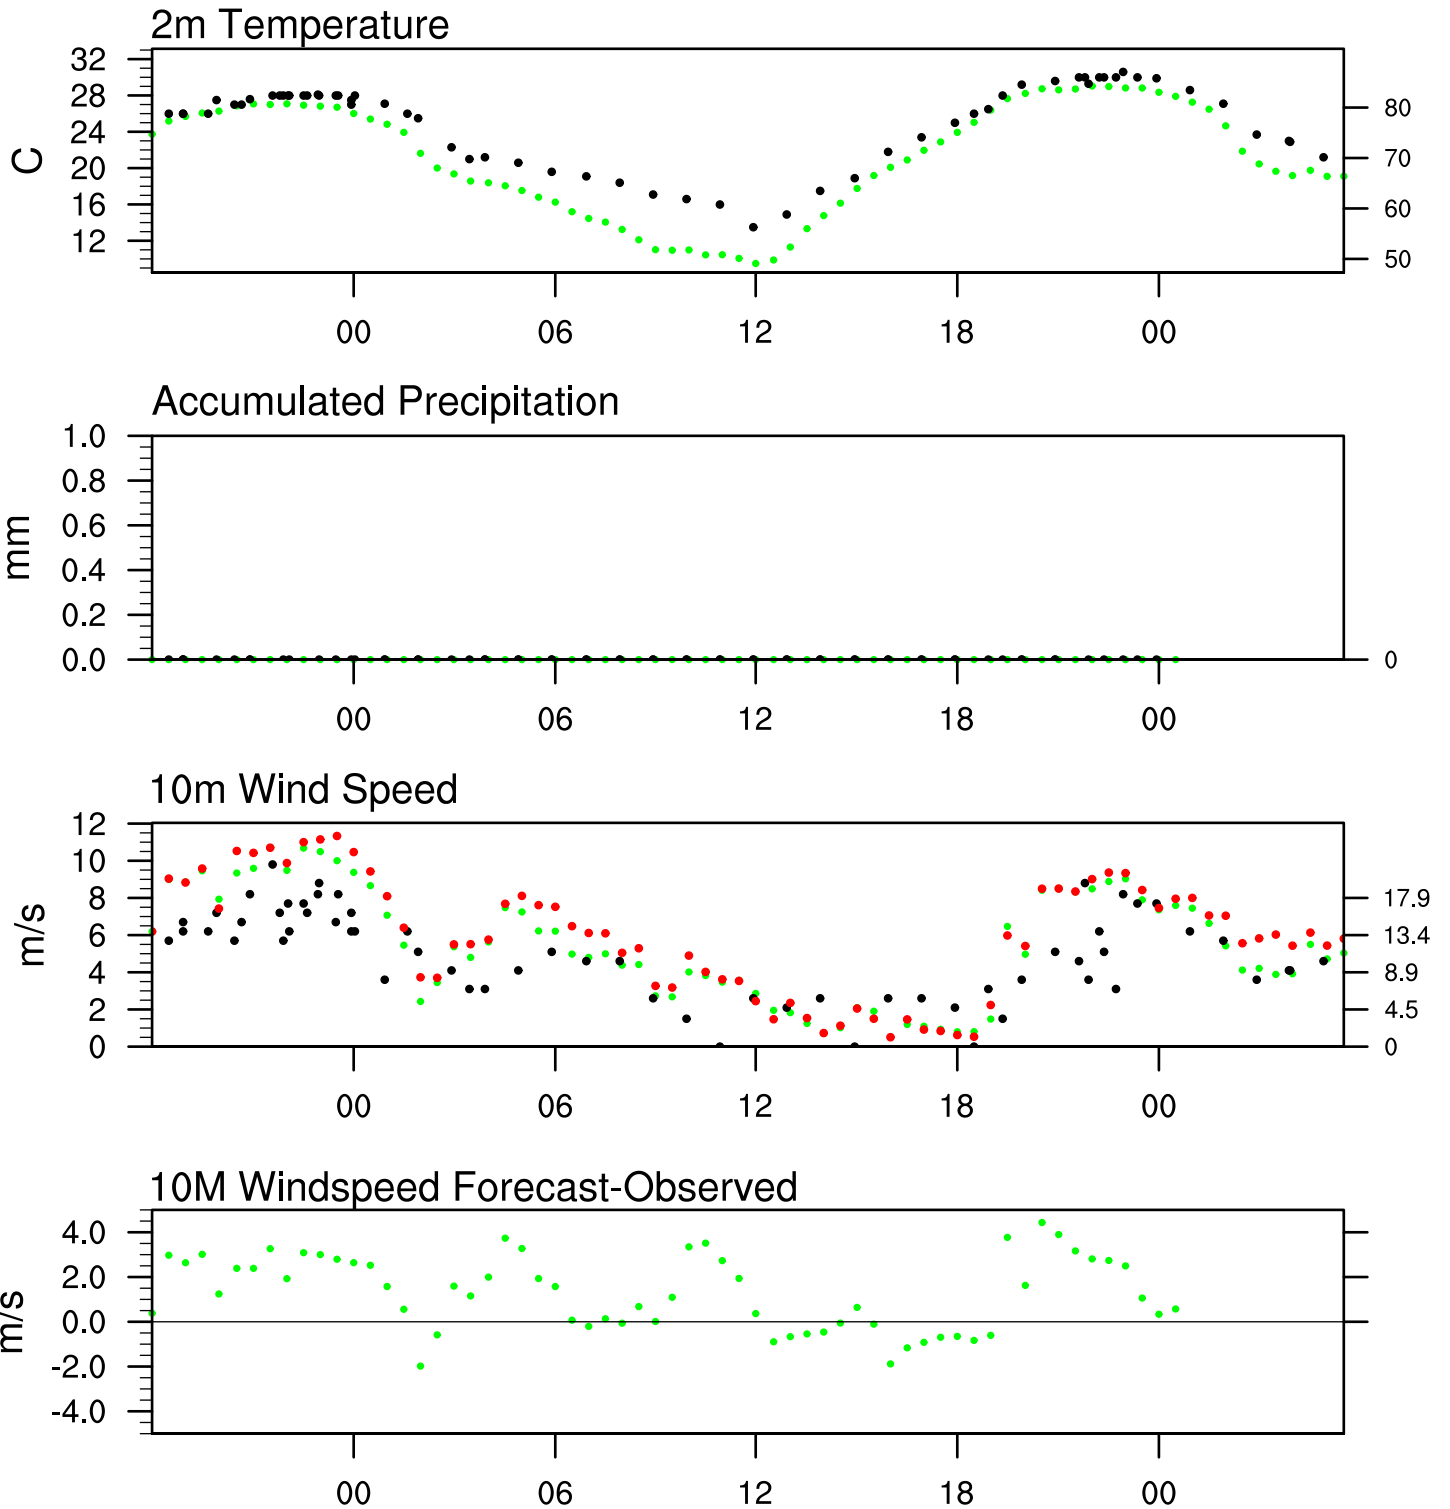 2m Temperature
32
28
24
20
16
12
C
80
70
60
50
00 06 12 18 00
Accumulated Precipitation
1.0
0.8
0.6
0.4
0.2
0.0
mm
0
00 06 12 18 00
10m Wind Speed
12
10
8
6
4
2
0
m/s
17.9
13.4
8.9
4.5
0
00 06 12 18 00
10M Windspeed Forecast-Observed
4.0
2.0
0.0
-2.0
-4.0
m/s
00 06 12 18 00